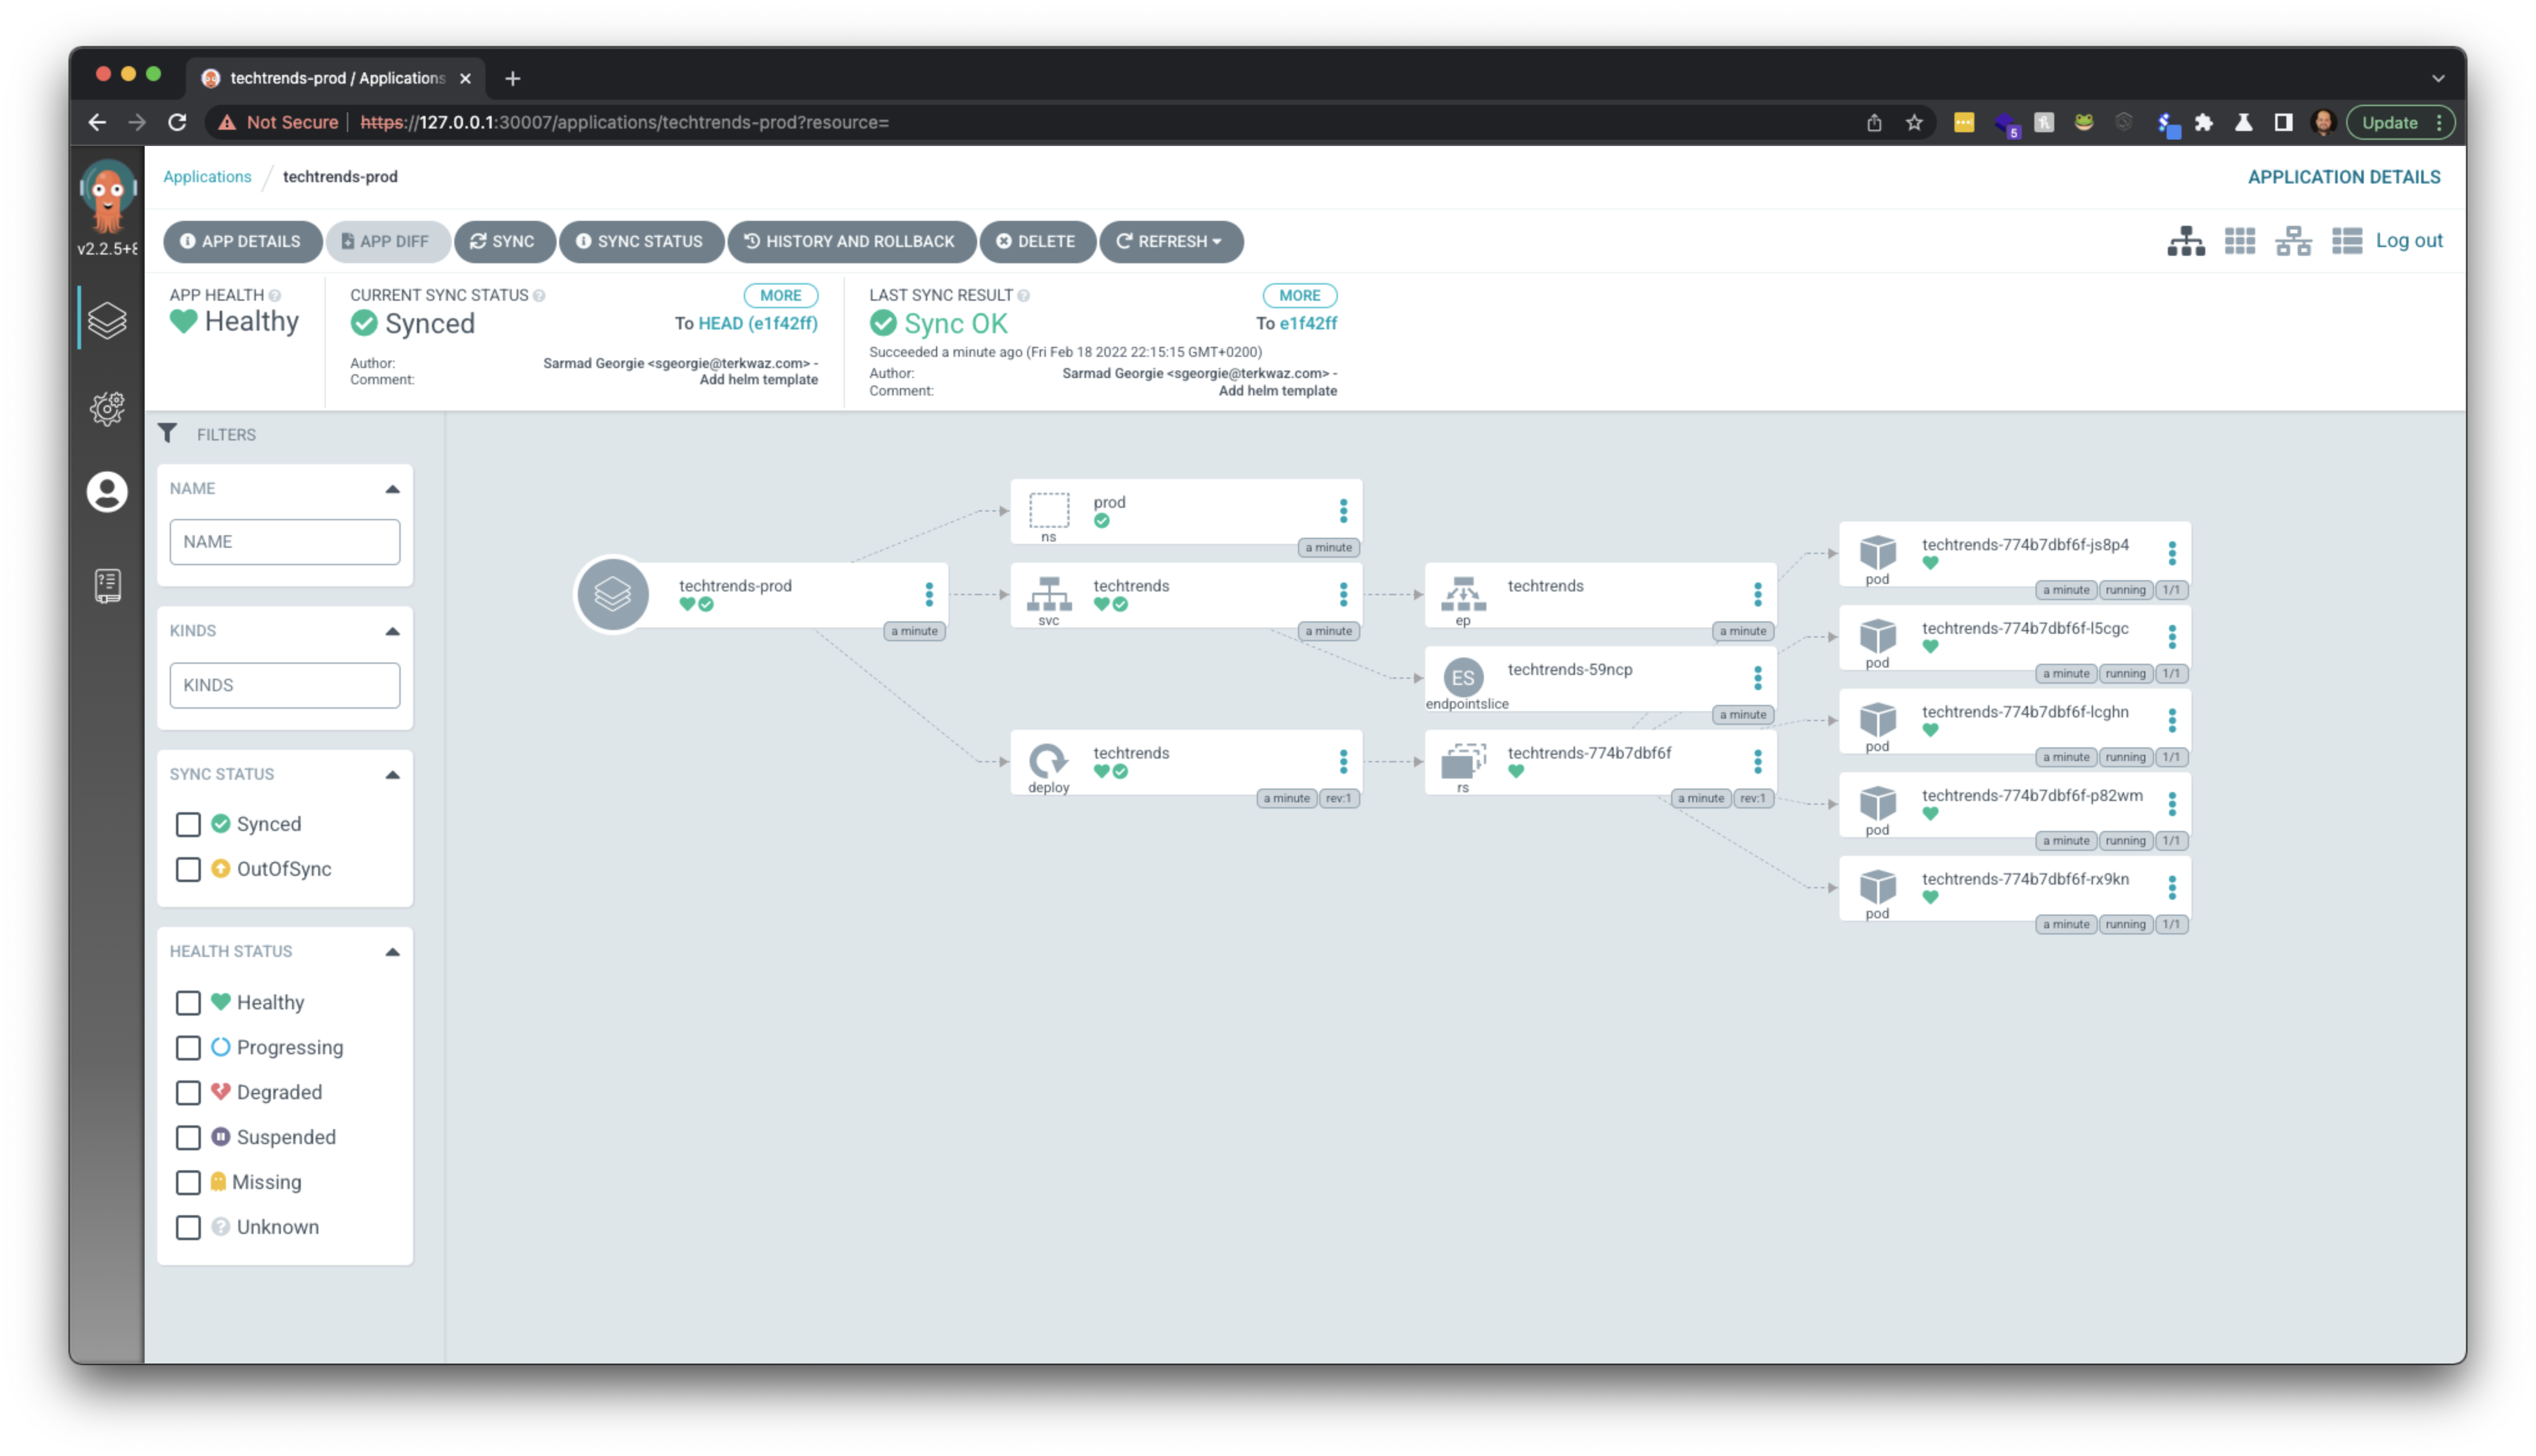 techtrends-prod / Applications
Not Secure | https://127.0.0.1:30007/applications/techtrends-prod?resource=
5
Update
v2.2.5+8
Applications / techtrends-prod
APPLICATION DETAILS
APP DETAILS
APP DIFF
SYNC
SYNC STATUS
HISTORY AND ROLLBACK
DELETE
REFRESH
Log out
APP HEALTH
Healthy
CURRENT SYNC STATUS
MORE
Synced
To HEAD (e1f42ff)
Author: Sarmad Georgie <sgeorgie@terkwaz.com> -
Comment: Add helm template
LAST SYNC RESULT
MORE
Sync OK
To e1f42ff
Succeeded a minute ago (Fri Feb 18 2022 22:15:15 GMT+0200)
Author: Sarmad Georgie <sgeorgie@terkwaz.com> -
Comment: Add helm template
FILTERS
NAME
NAME
KINDS
KINDS
SYNC STATUS
Synced
OutOfSync
HEALTH STATUS
Healthy
Progressing
Degraded
Suspended
Missing
Unknown
techtrends-prod
a minute
prod
ns
a minute
techtrends
svc
a minute
techtrends
deploy
a minute rev:1
techtrends
ep
a minute
ES
techtrends-59ncp
endpointslice
a minute
techtrends-774b7dbf6f
rs
a minute rev:1
techtrends-774b7dbf6f-js8p4
pod
a minute running 1/1
techtrends-774b7dbf6f-l5cgc
pod
a minute running 1/1
techtrends-774b7dbf6f-lcghn
pod
a minute running 1/1
techtrends-774b7dbf6f-p82wm
pod
a minute running 1/1
techtrends-774b7dbf6f-rx9kn
pod
a minute running 1/1